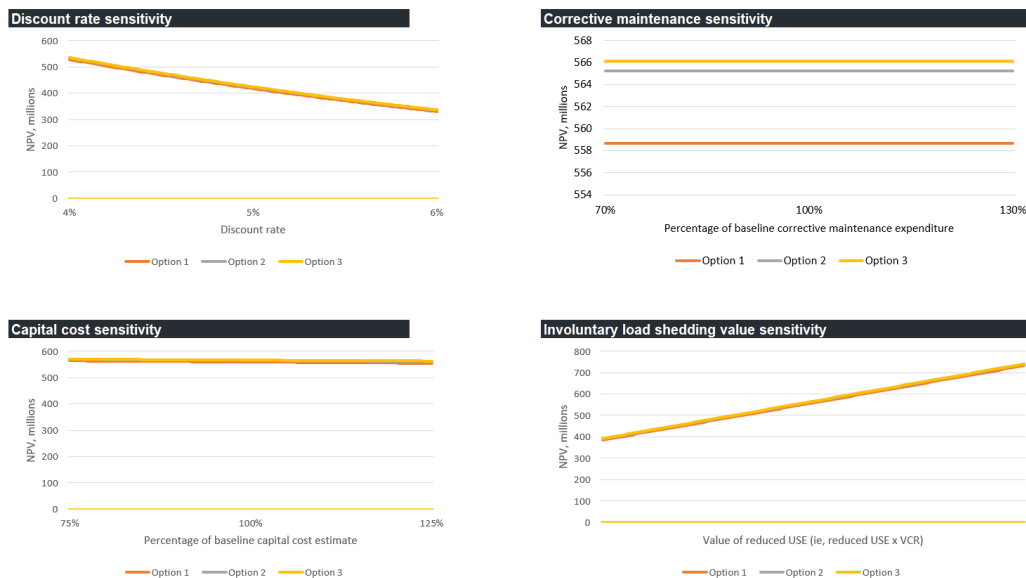 Discount rate sensitivity
NPV, millions
600
500
400
300
200
100
0
4%
5%
6%
Discount rate
Option 1
Option 2
Option 3
Corrective maintenance sensitivity
NPV, millions
568
566
564
562
560
558
556
554
70%
100%
130%
Percentage of baseline corrective maintenance expenditure
Option 1
Option 2
Option 3
Capital cost sensitivity
NPV, millions
600
500
400
300
200
100
0
75%
100%
125%
Percentage of baseline capital cost estimate
Option 1
Option 2
Option 3
Involuntary load shedding value sensitivity
NPV, millions
800
700
600
500
400
300
200
100
0
Value of reduced USE (ie, reduced USE x VCR)
Option 1
Option 2
Option 3